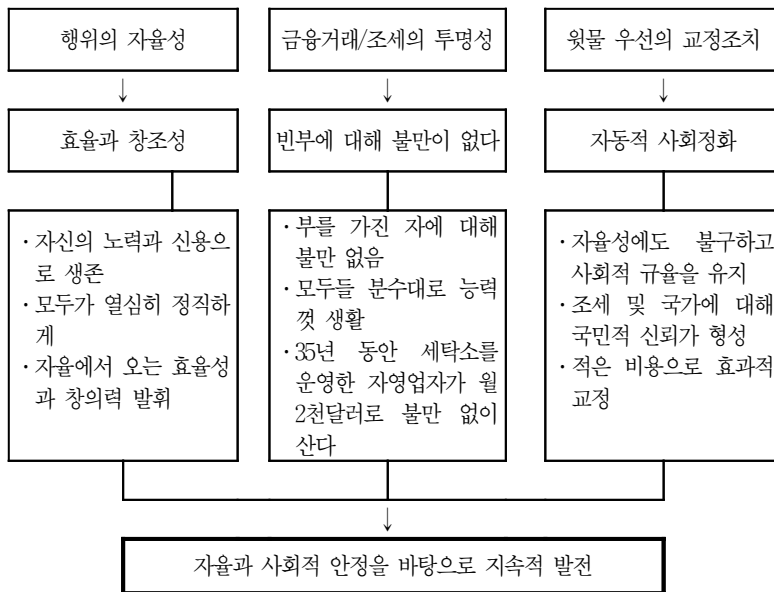 행위의 자율성
금융거래/조세의 투명성
윗물 우선의 교정조치
↓
↓
↓
효율과 창조성
빈부에 대해 불만이 없다
자동적 사회정화
· 자신의 노력과 신용으
로 생존
· 모두가 열심히 정직하
게
· 자율에서 오는 효율성
과 창의력 발휘
· 부를 가진 자에 대해
불만 없음
· 모두들 분수대로 능력
껏 생활
· 35년 동안 세탁소를
운영한 자영업자가 월
2천달러로 불만 없이
산다
· 자율성에도 불구하고
사회적 규율을 유지
· 조세 및 국가에 대해
국민적 신뢰가 형성
· 적은 비용으로 효과적
교정
↓
자율과 사회적 안정을 바탕으로 지속적 발전